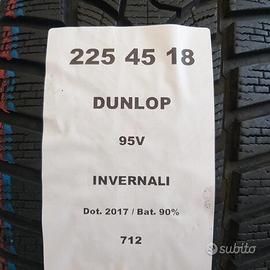 225 45 18
DUNLOP
95V
INVERNALI
Dot. 2017 / Bat. 90%
712
subito